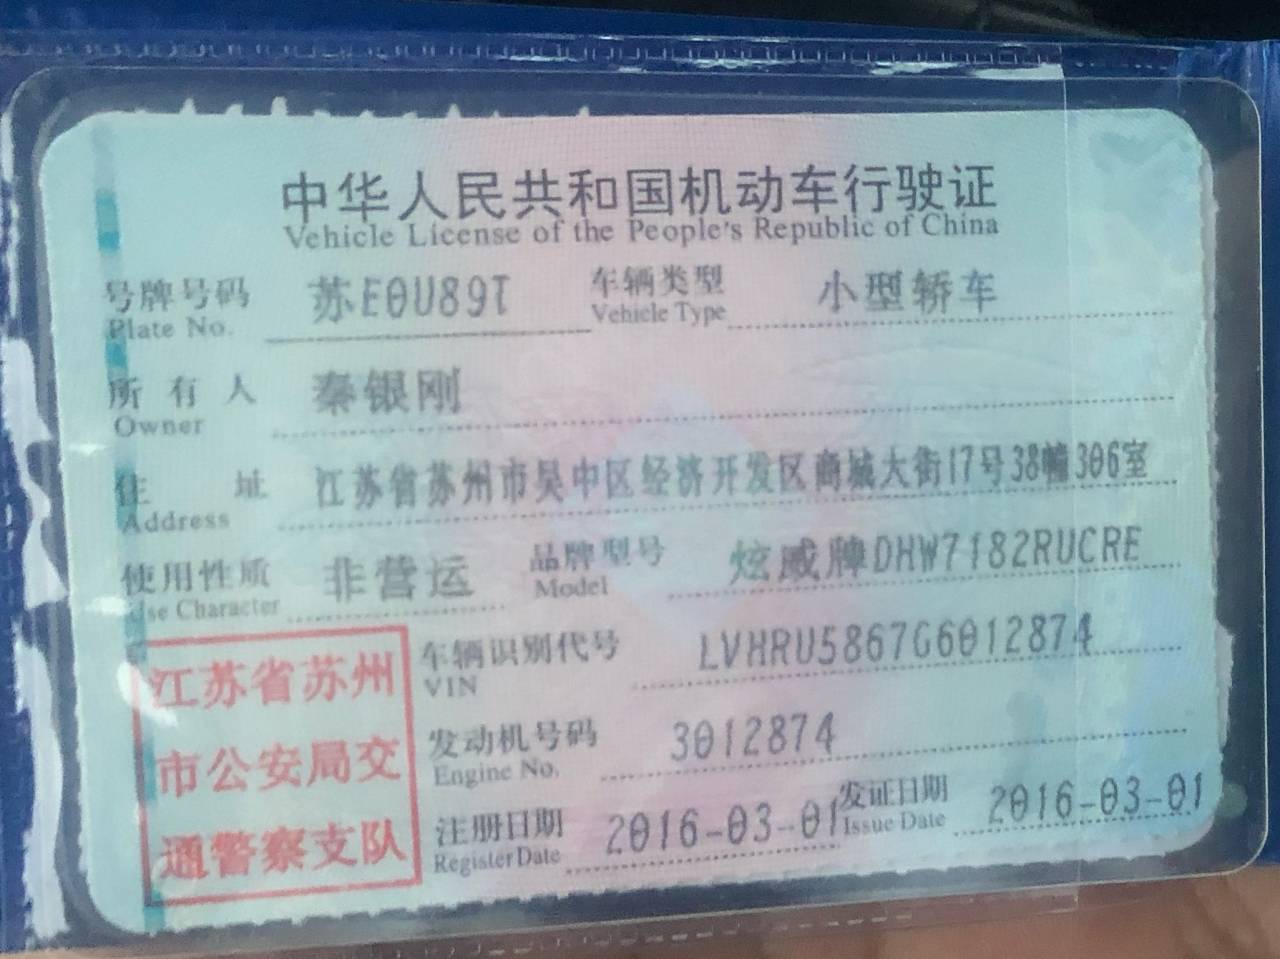 中华人民共和国机动车行驶证
Vehicle License of the People's Republic of China
号牌号码 苏E0U89T 车辆类型 小型轿车
Plate No. Vehicle Type
所有人 秦银刚
Owner
住址 江苏省苏州市吴中区经济开发区商城大街17号38幢306室
Address
使用性质 非营运 品牌型号 炫威牌DHW7182RUCRE
Use Character Model
江苏省苏州
市公安局交
通警察支队
车辆识别代号 LVHRU5867G6012874
VIN
发动机号码 3012874
Engine No.
注册日期 2016-03-01 发证日期 2016-03-01
Register Date Issue Date